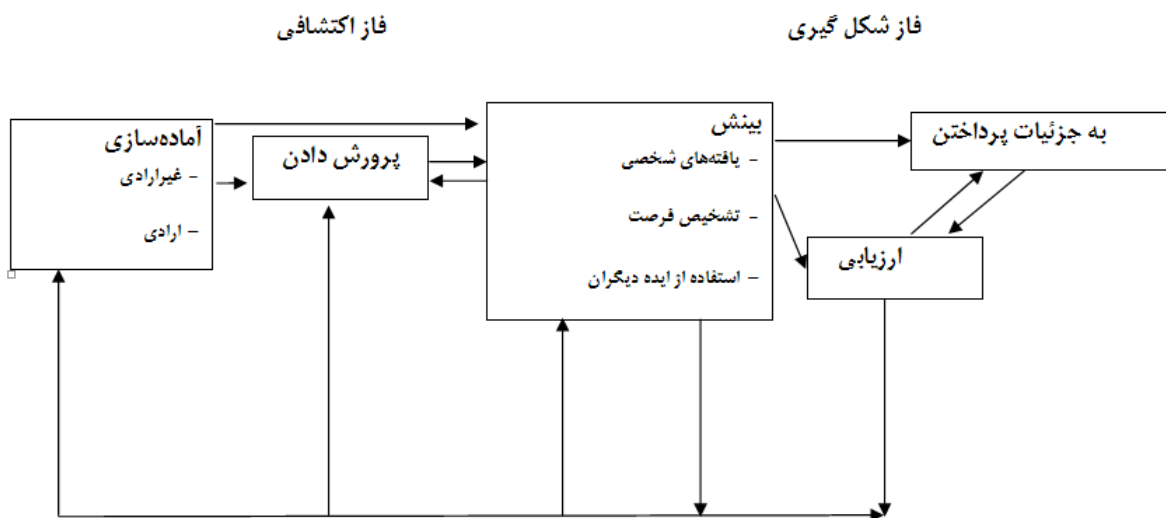 فاز اکتشافی
فاز شکل گیری
آماده‌سازی
- غیرارادی
- ارادی
پرورش دادن
بینش
- یافته‌های شخصی
- تشخیص فرصت
- استفاده از ایده دیگران
به جزئیات پرداختن
ارزیابی